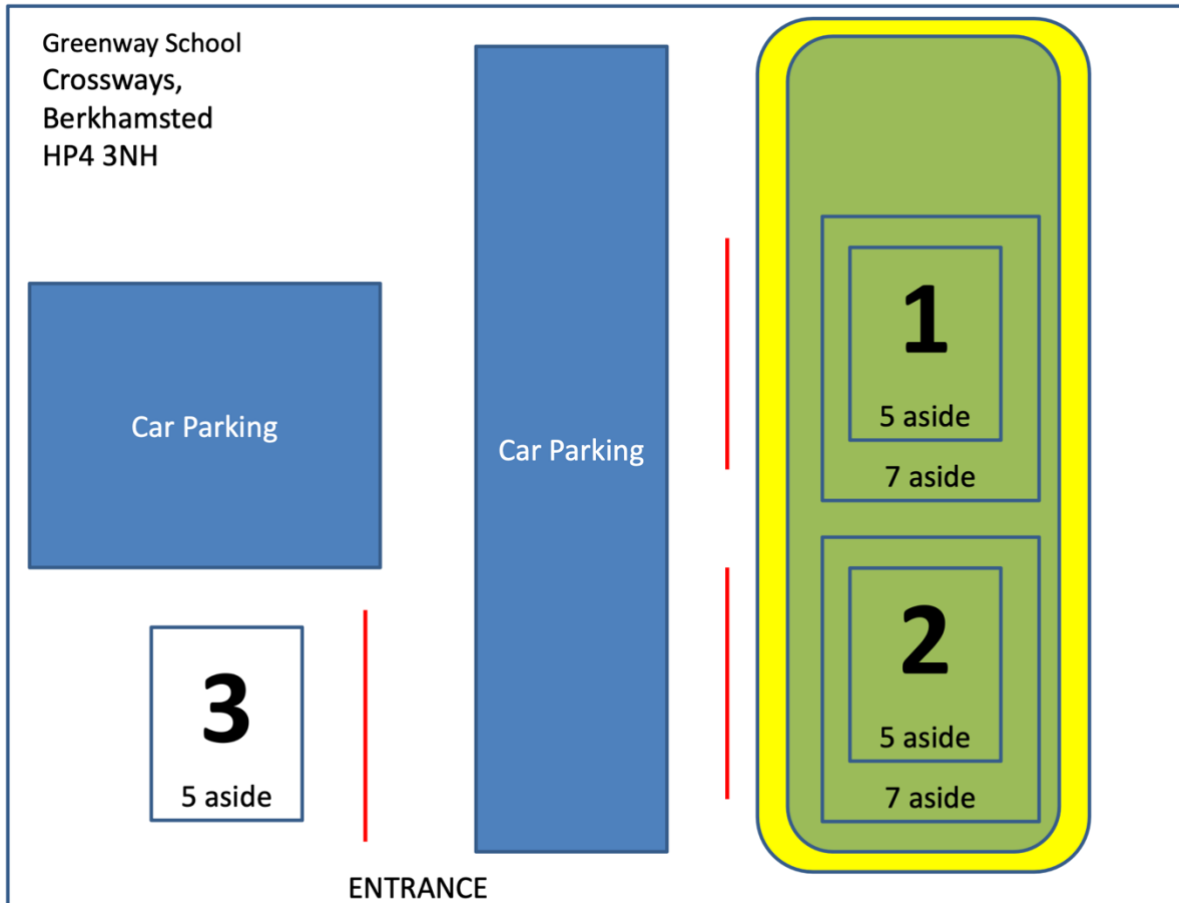 Greenway School
Crossways,
Berkhamsted
HP4 3NH
Car Parking
Car Parking
1
5 aside
7 aside
2
5 aside
7 aside
3
5 aside
ENTRANCE